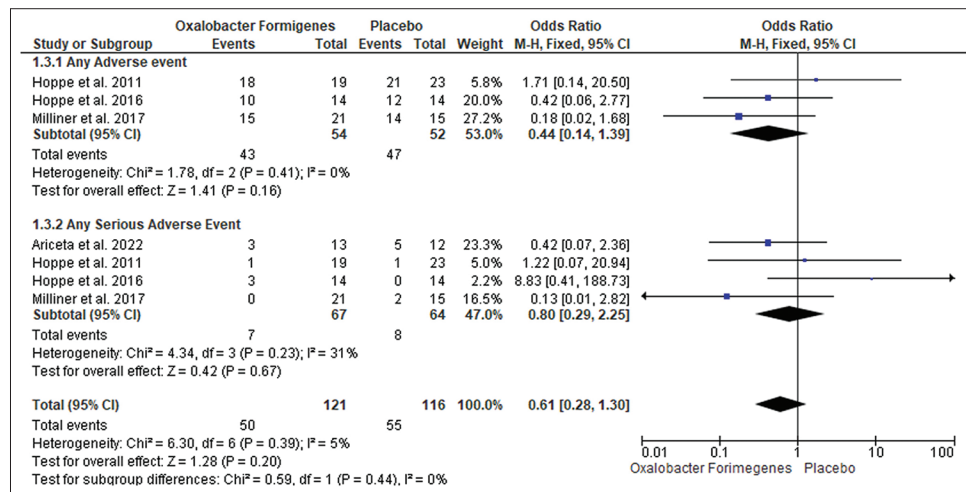 Oxalobacter Formigenes Placebo Odds Ratio Odds Ratio
Study or Subgroup Events Total Events Total Weight M-H, Fixed, 95% CI M-H, Fixed, 95% CI
1.3.1 Any Adverse event
Hoppe et al. 2011 18 19 21 23 5.8% 1.71 [0.14, 20.50]
Hoppe et al. 2016 10 14 12 14 20.0% 0.42 [0.06, 2.77]
Milliner et al. 2017 15 21 14 15 27.2% 0.18 [0.02, 1.68]
Subtotal (95% CI) 54 52 53.0% 0.44 [0.14, 1.39]
Total events 43 47
Heterogeneity: Chi² = 1.78, df = 2 (P = 0.41); I² = 0%
Test for overall effect: Z = 1.41 (P = 0.16)
1.3.2 Any Serious Adverse Event
Ariceta et al. 2022 3 13 5 12 23.3% 0.42 [0.07, 2.36]
Hoppe et al. 2011 1 19 1 23 5.0% 1.22 [0.07, 20.94]
Hoppe et al. 2016 3 14 0 14 2.2% 8.83 [0.41, 188.73]
Milliner et al. 2017 0 21 2 15 16.5% 0.13 [0.01, 2.82]
Subtotal (95% CI) 67 64 47.0% 0.80 [0.29, 2.25]
Total events 7 8
Heterogeneity: Chi² = 4.34, df = 3 (P = 0.23); I² = 31%
Test for overall effect: Z = 0.42 (P = 0.67)
Total (95% CI) 121 116 100.0% 0.61 [0.28, 1.30]
Total events 50 55
Heterogeneity: Chi² = 6.30, df = 6 (P = 0.39); I² = 5%
Test for overall effect: Z = 1.28 (P = 0.20)
Test for subgroup differences: Chi² = 0.59, df = 1 (P = 0.44), I² = 0%
0.01 0.1 1 10 100
Oxalobacter Formigenes Placebo